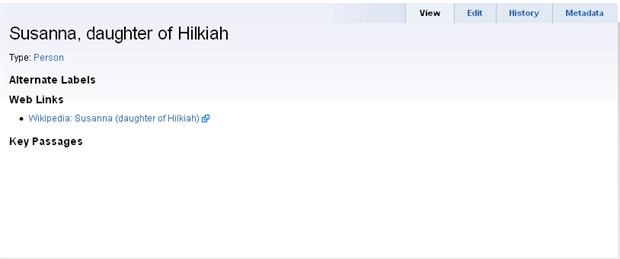 View Edit History Metadata
Susanna, daughter of Hilkiah
Type: Person
Alternate Labels
Web Links
Wikipedia: Susanna (daughter of Hilkiah)
Key Passages